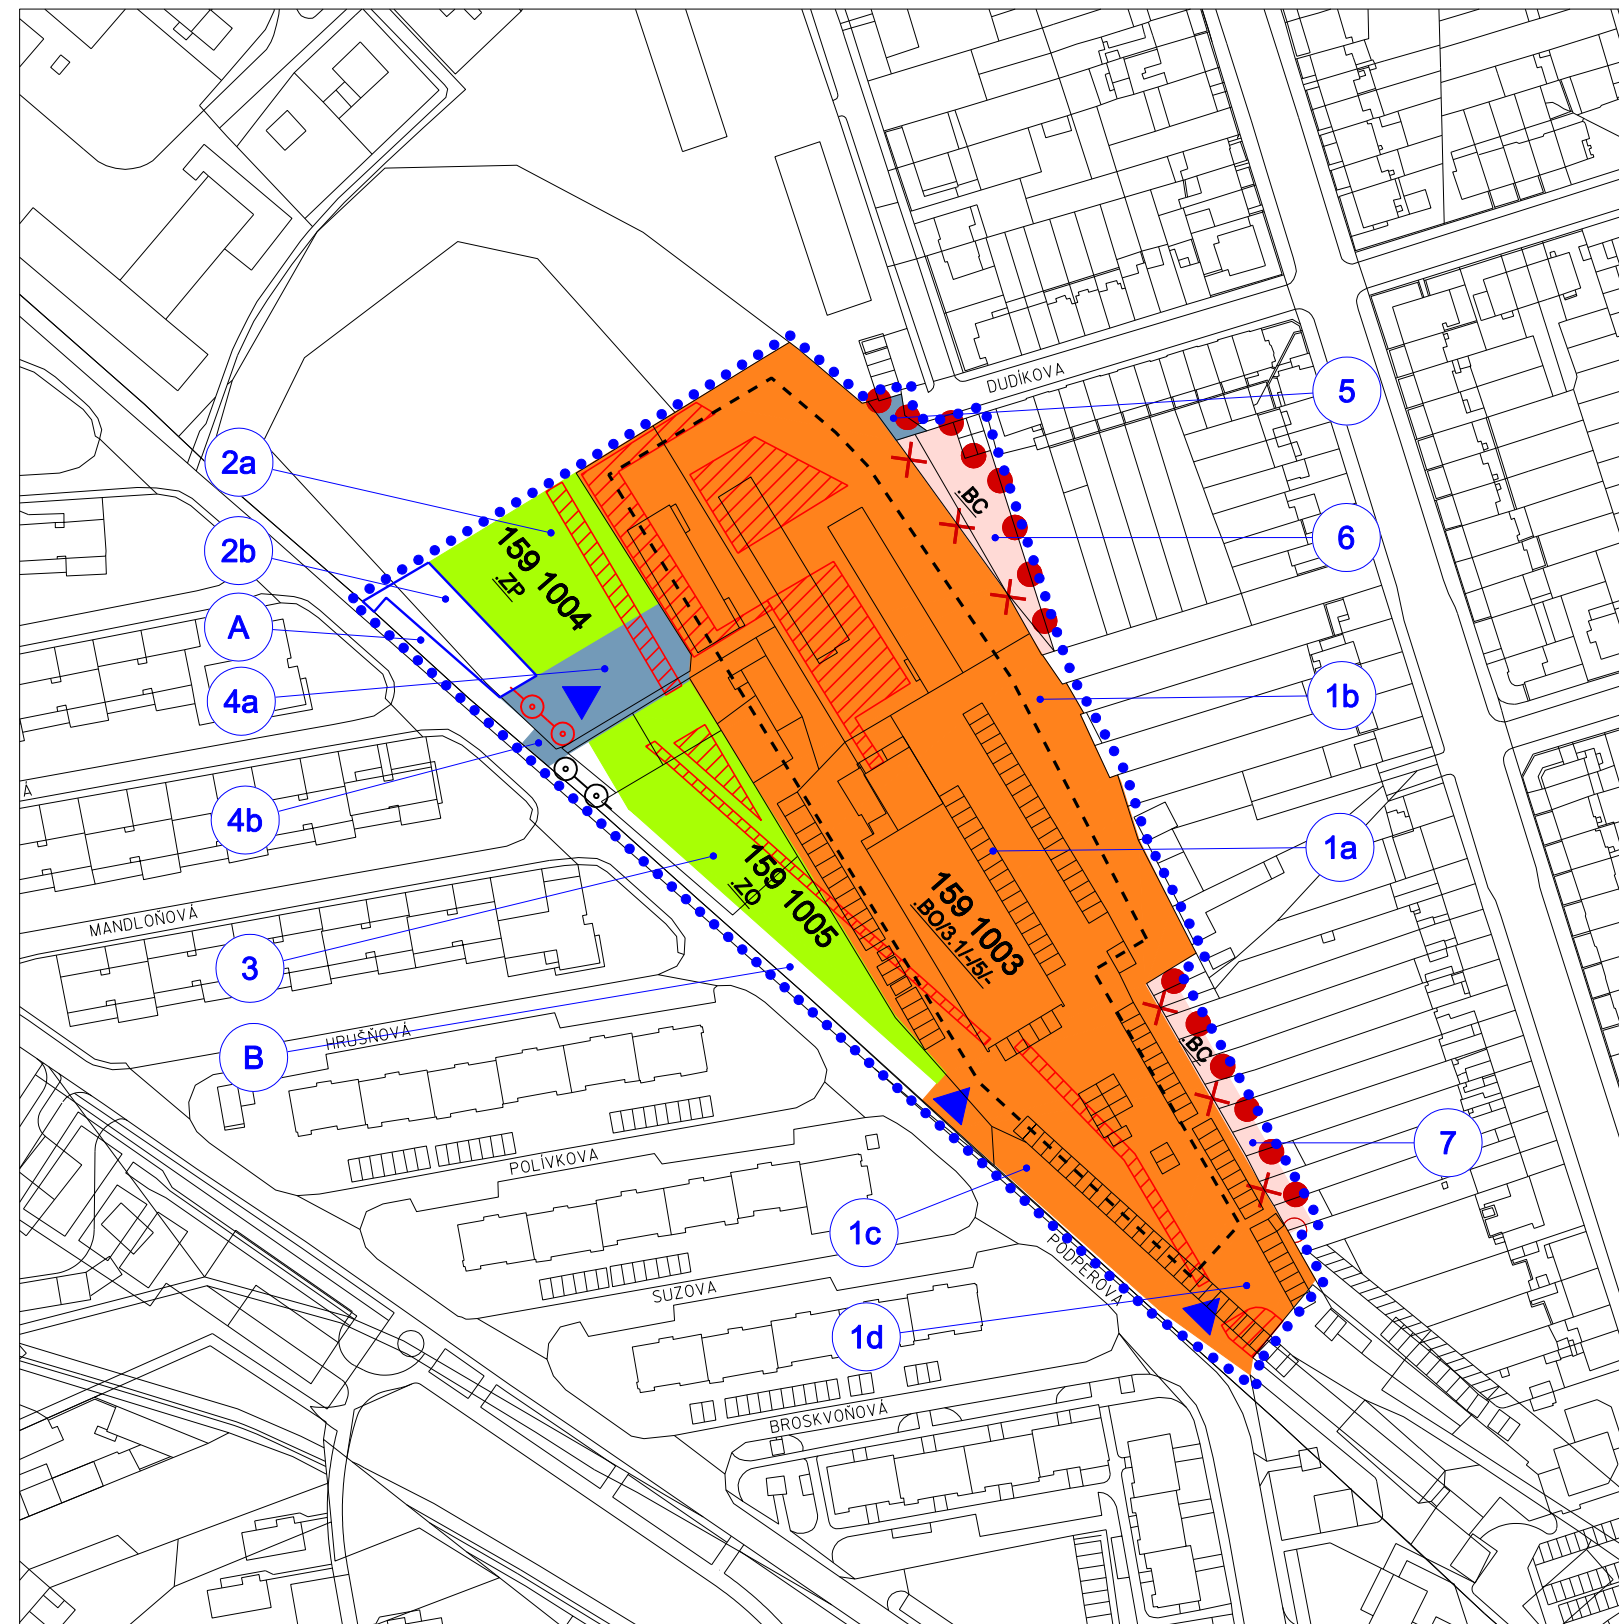 DUDÍKOVA
5
2a
.BC
6
159 1004
.ZP
2b
A
4a
1b
4b
1a
159 1005
.ZO
159 1003
.BO/3.1/-/5/-
MANDLOŇOVÁ
3
HRUŠŇOVÁ
B
.BC
7
POLÍVKOVA
1c
PODPĚROVA
SUZOVA
1d
BROSKVOŇOVÁ